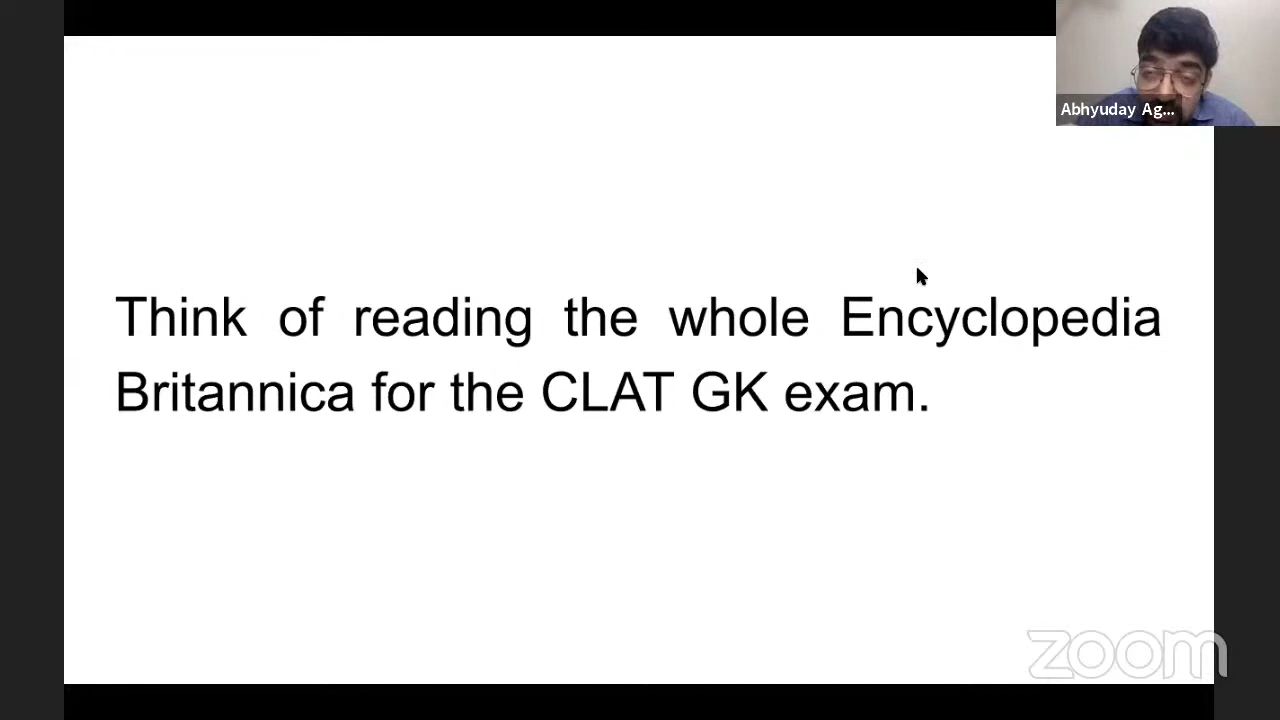 Abhyuday Ag...
Think of reading the whole Encyclopedia
Britannica for the CLAT GK exam.
zoom